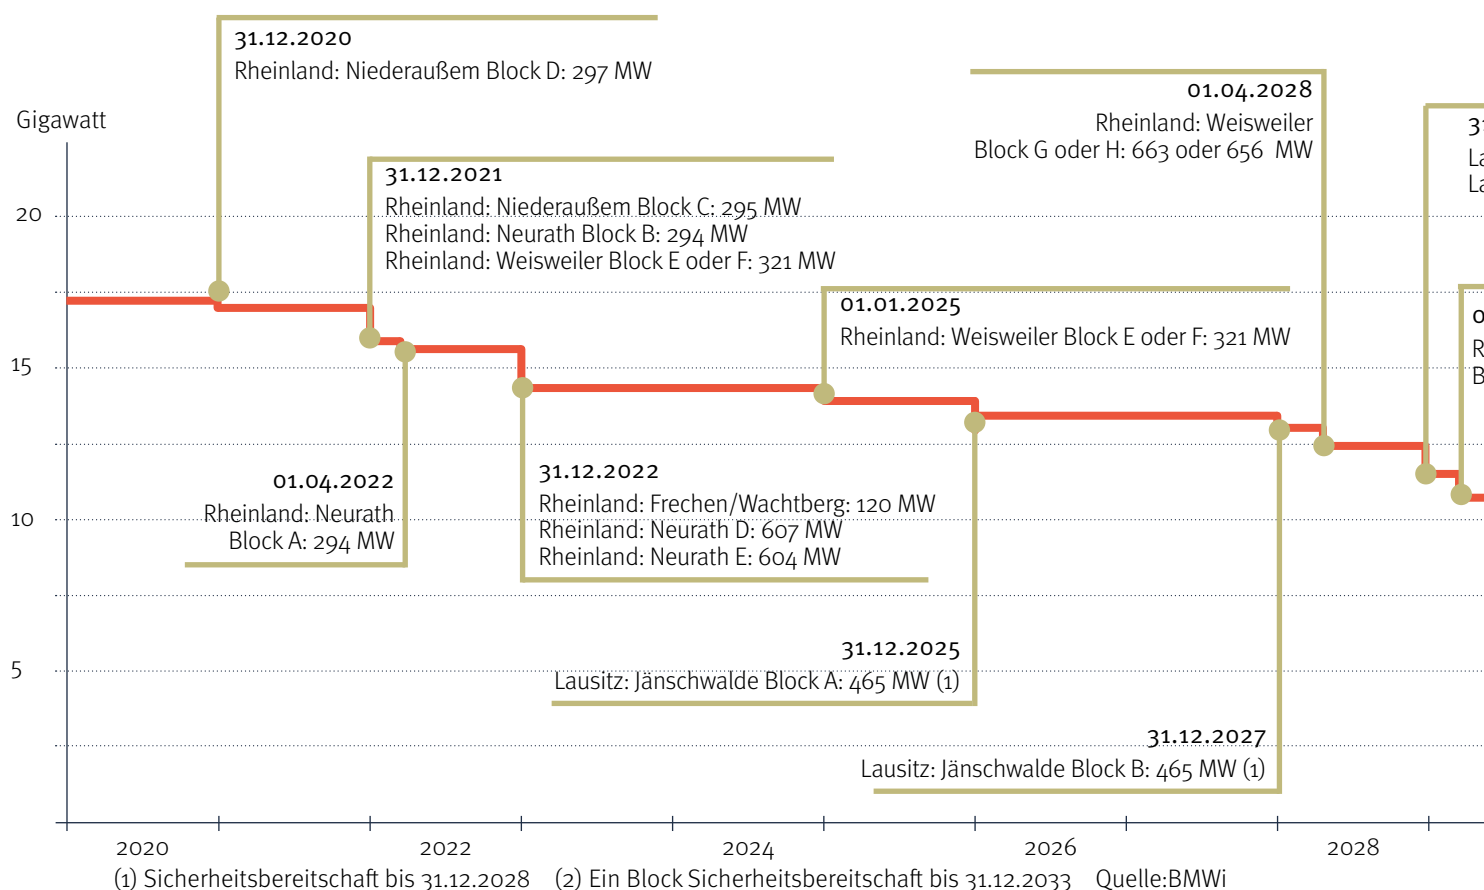 31.12.2020
Rheinland: Niederaußem Block D: 297 MW
Gigawatt
01.04.2028
Rheinland: Weisweiler
Block G oder H: 663 oder 656 MW
31.12.2021
Rheinland: Niederaußem Block C: 295 MW
Rheinland: Neurath Block B: 294 MW
Rheinland: Weisweiler Block E oder F: 321 MW
20
01.01.2025
Rheinland: Weisweiler Block E oder F: 321 MW
15
01.04.2022
Rheinland: Neurath
Block A: 294 MW
31.12.2022
Rheinland: Frechen/Wachtberg: 120 MW
Rheinland: Neurath D: 607 MW
Rheinland: Neurath E: 604 MW
10
31.12.2025
Lausitz: Jänschwalde Block A: 465 MW (1)
5
31.12.2027
Lausitz: Jänschwalde Block B: 465 MW (1)
2020 2022 2024 2026 2028
(1) Sicherheitsbereitschaft bis 31.12.2028 (2) Ein Block Sicherheitsbereitschaft bis 31.12.2033 Quelle:BMWi